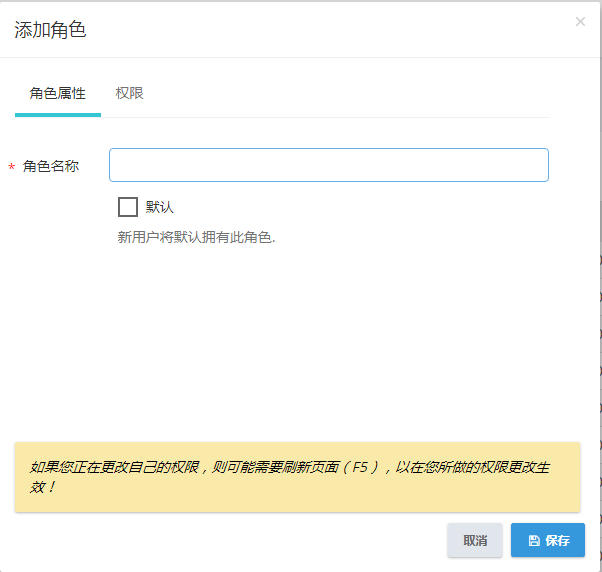 添加角色
×
角色属性 权限
* 角色名称
默认
新用户将默认拥有此角色.
如果您正在更改自己的权限，则可能需要刷新页面（F5），以在您所做的权限更改生
效！
取消 保存